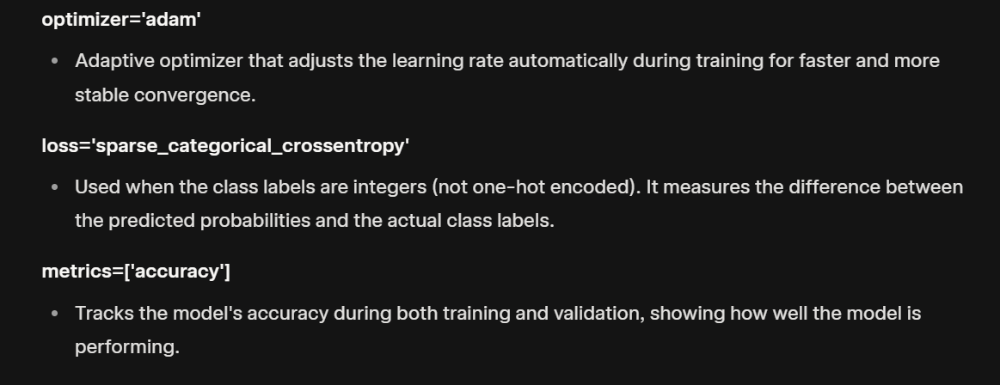 optimizer='adam'
• Adaptive optimizer that adjusts the learning rate automatically during training for faster and more
stable convergence.
loss='sparse_categorical_crossentropy'
• Used when the class labels are integers (not one-hot encoded). It measures the difference between
the predicted probabilities and the actual class labels.
metrics=['accuracy']
• Tracks the model's accuracy during both training and validation, showing how well the model is
performing.